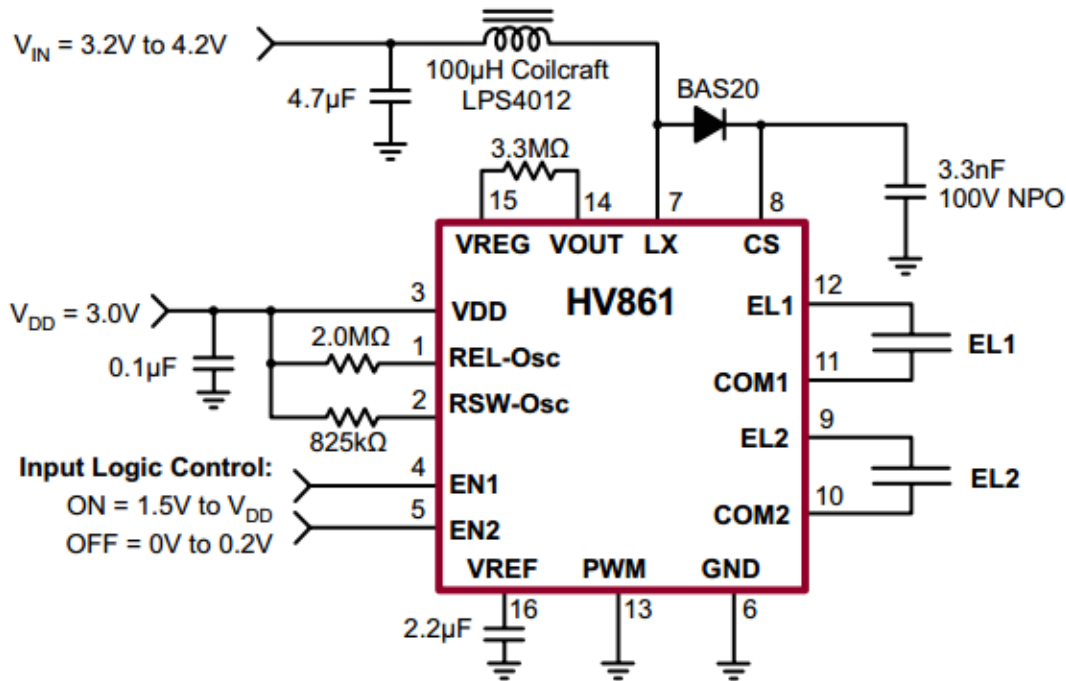 VIN = 3.2V to 4.2V
100µH Coilcraft
LPS4012
4.7µF
BAS20
3.3MΩ
3.3nF
100V NPO
15
14
7
8
VREG
VOUT
LX
CS
HV861
VDD = 3.0V
3
VDD
0.1µF
2.0MΩ
1
REL-Osc
825kΩ
2
RSW-Osc
Input Logic Control:
ON = 1.5V to VDD
OFF = 0V to 0.2V
4
EN1
5
EN2
12
EL1
11
COM1
EL1
9
EL2
10
COM2
EL2
VREF
PWM
GND
16
13
6
2.2µF